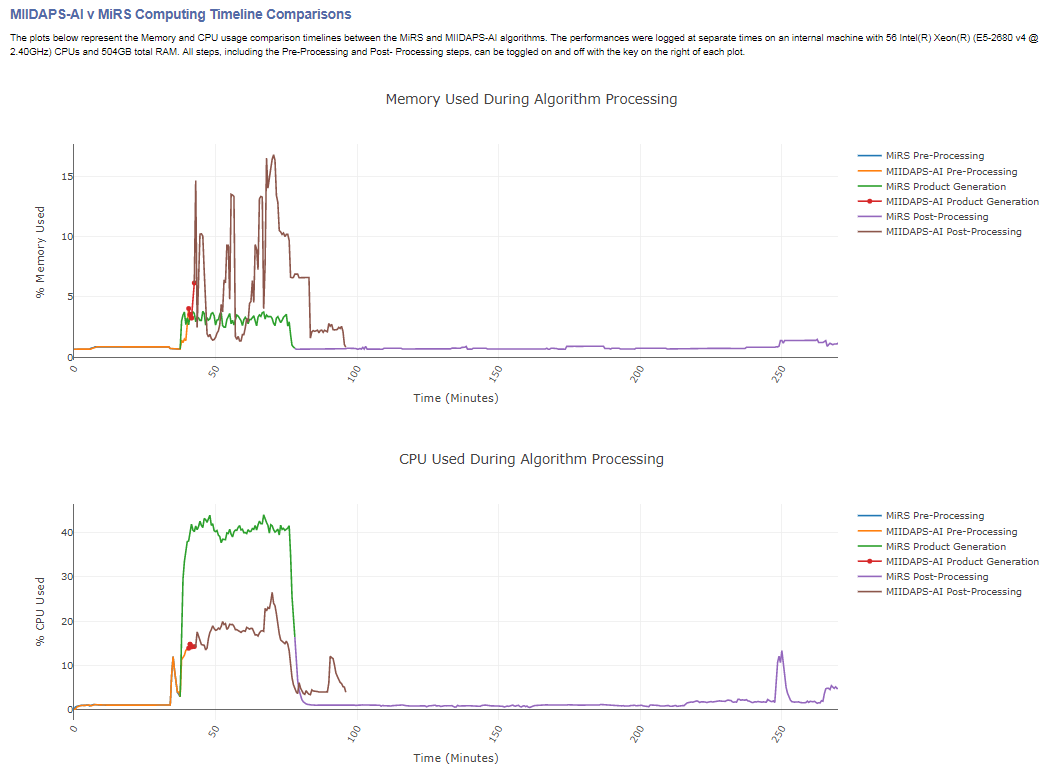 MIIDAPS-AI v MiRS Computing Timeline Comparisons
The plots below represent the Memory and CPU usage comparison timelines between the MiRS and MIIDAPS-AI algorithms. The performances were logged at separate times on an internal machine with 56 Intel(R) Xeon(R) (E5-2680 v4 @
2.40GHz) CPUs and 504GB total RAM. All steps, including the Pre-Processing and Post- Processing steps, can be toggled on and off with the key on the right of each plot.
Memory Used During Algorithm Processing
% Memory Used
15
10
5
0
0 50 100 150 200 250
Time (Minutes)
MiRS Pre-Processing
MIIDAPS-AI Pre-Processing
MiRS Product Generation
MIIDAPS-AI Product Generation
MiRS Post-Processing
MIIDAPS-AI Post-Processing
CPU Used During Algorithm Processing
% CPU Used
40
30
20
10
0
0 50 100 150 200 250
Time (Minutes)
MiRS Pre-Processing
MIIDAPS-AI Pre-Processing
MiRS Product Generation
MIIDAPS-AI Product Generation
MiRS Post-Processing
MIIDAPS-AI Post-Processing